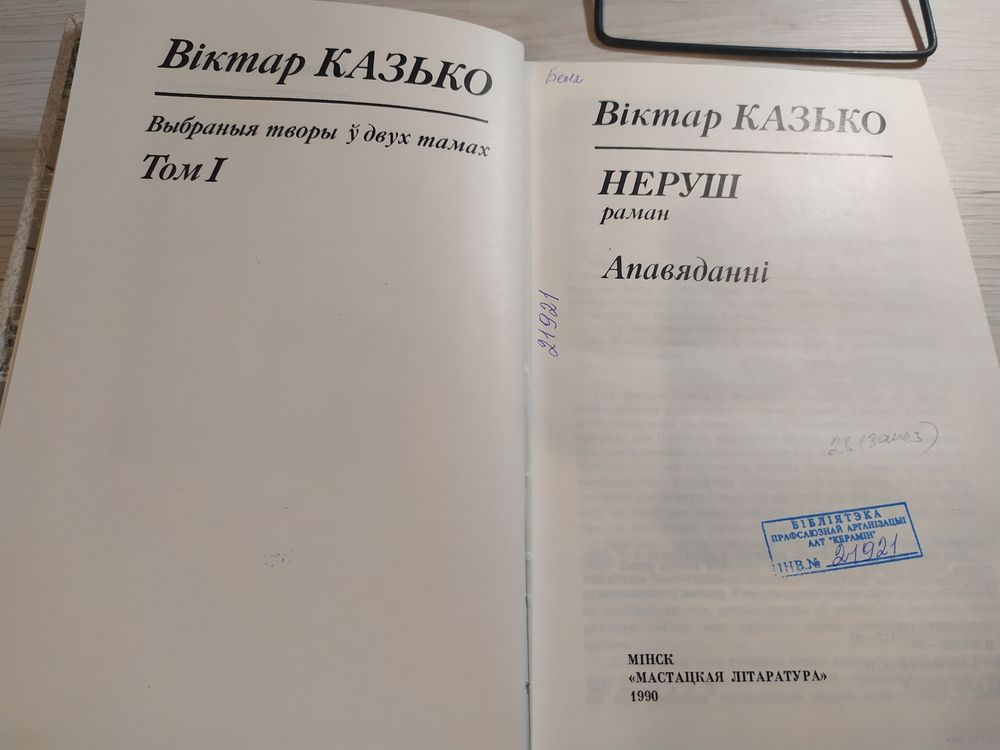 Віктар КАЗЬКО
Выбраныя творы ў двух тамах
Том I
Віктар КАЗЬКО
НЕРУШ
раман
Апавяданні
21921
БІБЛІЯТЭКА
ПРАФСАЮЗНАЙ АРГАНІЗАЦЫІ
ААТ "КЕРАМІН"
ІНВ.№ 21921
МІНСК
«МАСТАЦКАЯ ЛІТАРАТУРА»
1990